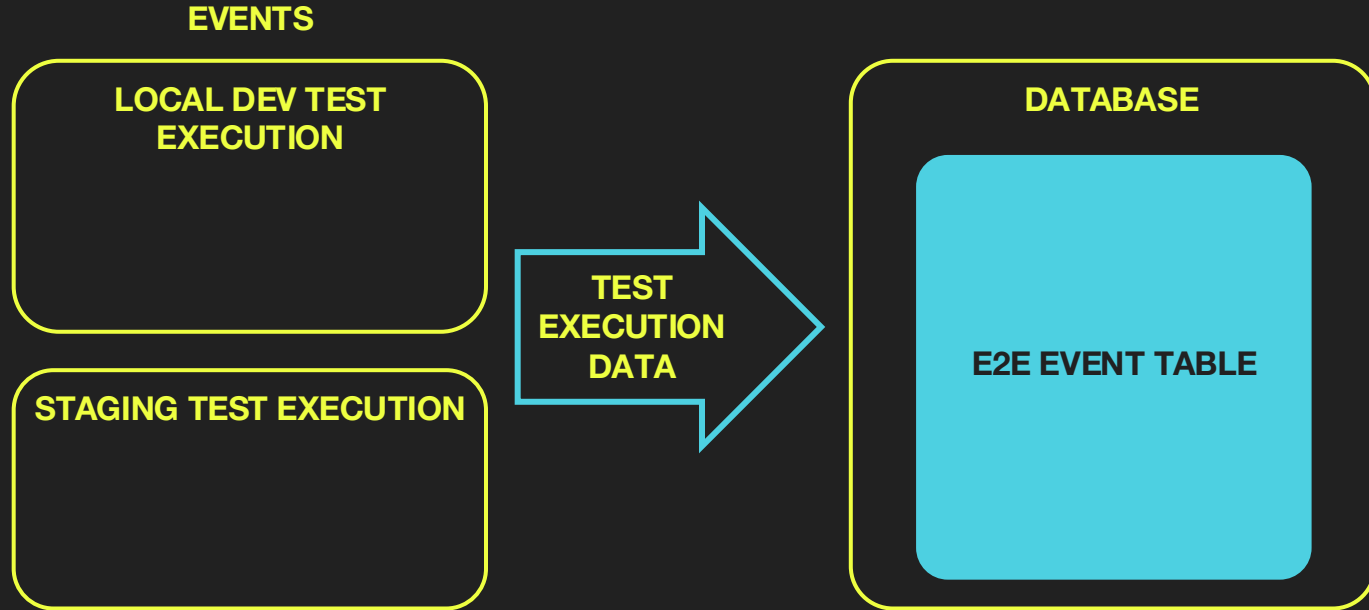 EVENTS
LOCAL DEV TEST
EXECUTION
STAGING TEST EXECUTION
TEST
EXECUTION
DATA
DATABASE
E2E EVENT TABLE